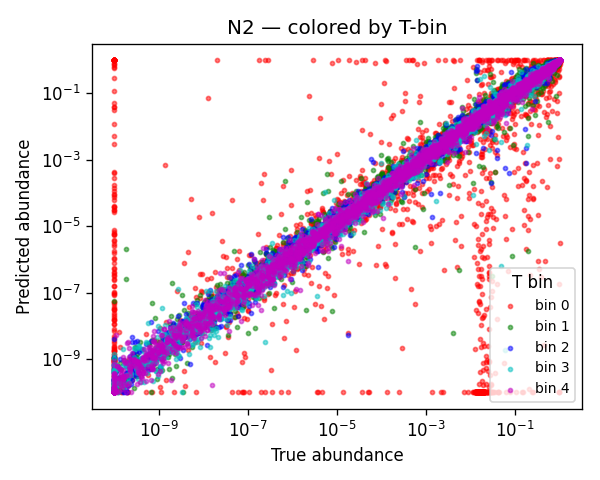 N2 — colored by T-bin
Predicted abundance
10⁻¹
10⁻³
10⁻⁵
10⁻⁷
10⁻⁹
T bin
bin 0
bin 1
bin 2
bin 3
bin 4
10⁻⁹
10⁻⁷
10⁻⁵
10⁻³
10⁻¹
True abundance